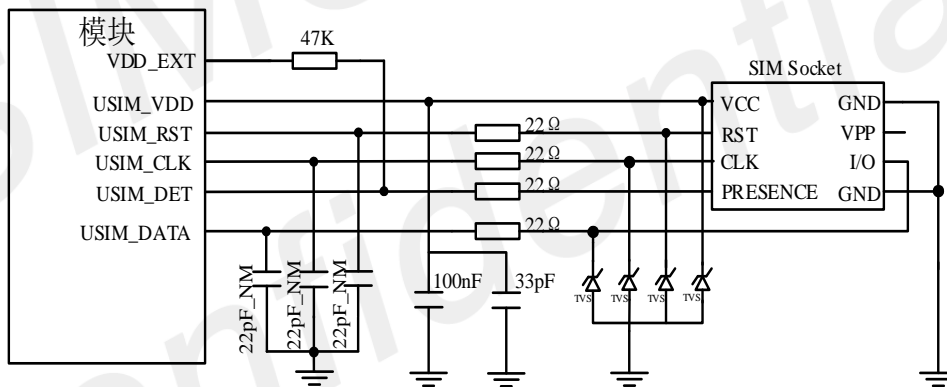 模块
VDD_EXT
47K
SIM Socket
USIM_VDD
VCC
GND
USIM_RST
22Ω
RST
VPP
USIM_CLK
22Ω
CLK
I/O
USIM_DET
22Ω
PRESENCE
GND
USIM_DATA
22Ω
22pF_NM
22pF_NM
22pF_NM
100nF
33pF
TVS
TVS
TVS
TVS